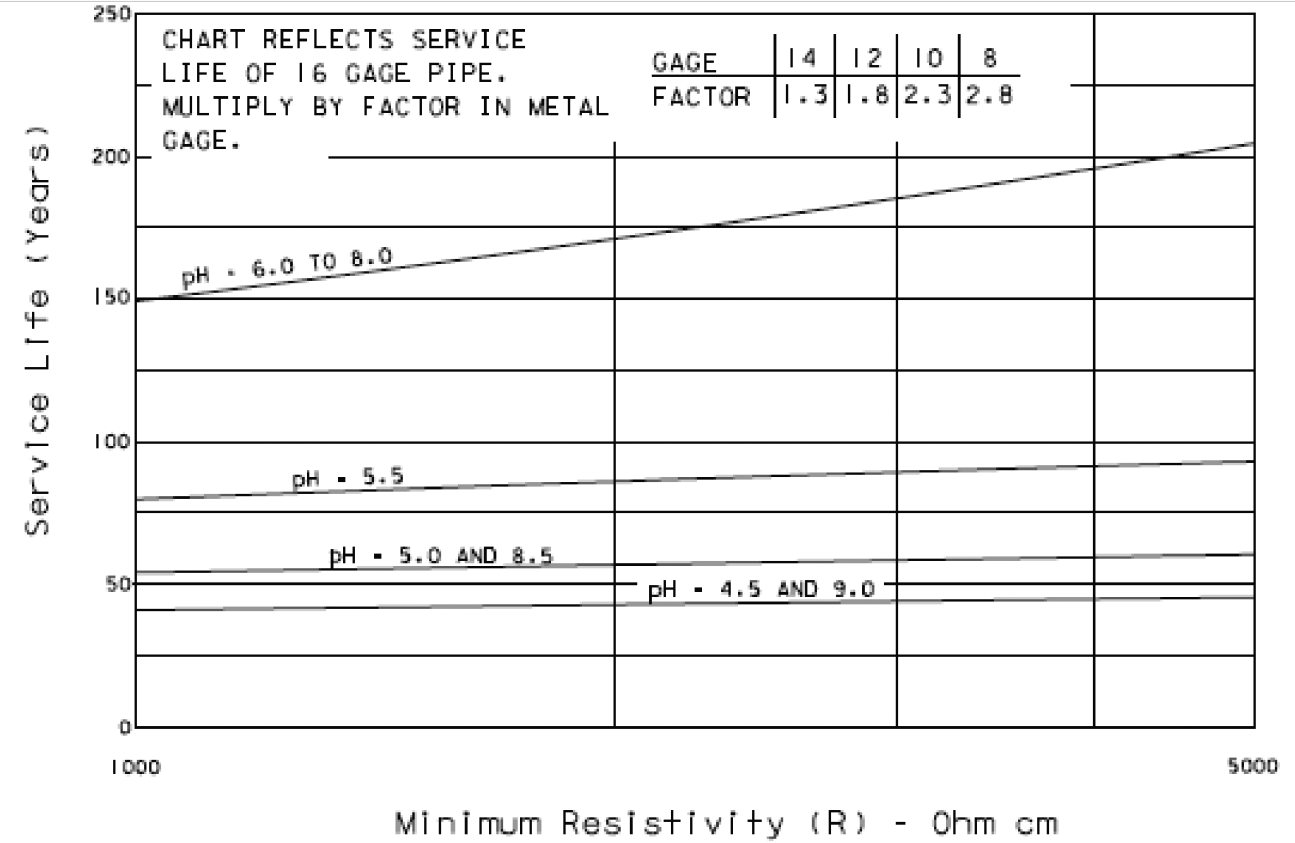 250
CHART REFLECTS SERVICE
LIFE OF 16 GAGE PIPE.
MULTIPLY BY FACTOR IN METAL
GAGE.
GAGE 14 12 10 8
FACTOR 1.3 1.8 2.3 2.8
200
pH - 6.0 TO 8.0
150
100
pH - 5.5
pH - 5.0 AND 8.5
50
pH - 4.5 AND 9.0
0
1000 5000
Service Life (Years)
Minimum Resistivity (R) - Ohm cm